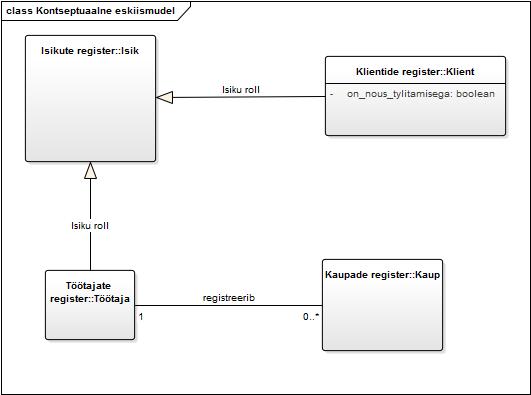 class Kontseptuaalne eskiismudel
Isikute register::Isik
Klientide register::Klient
- on_nous_tylitamisega: boolean
Isiku roll
Isiku roll
Töötajate
register::Töötaja
registreerib
1
0..*
Kaupade register::Kaup